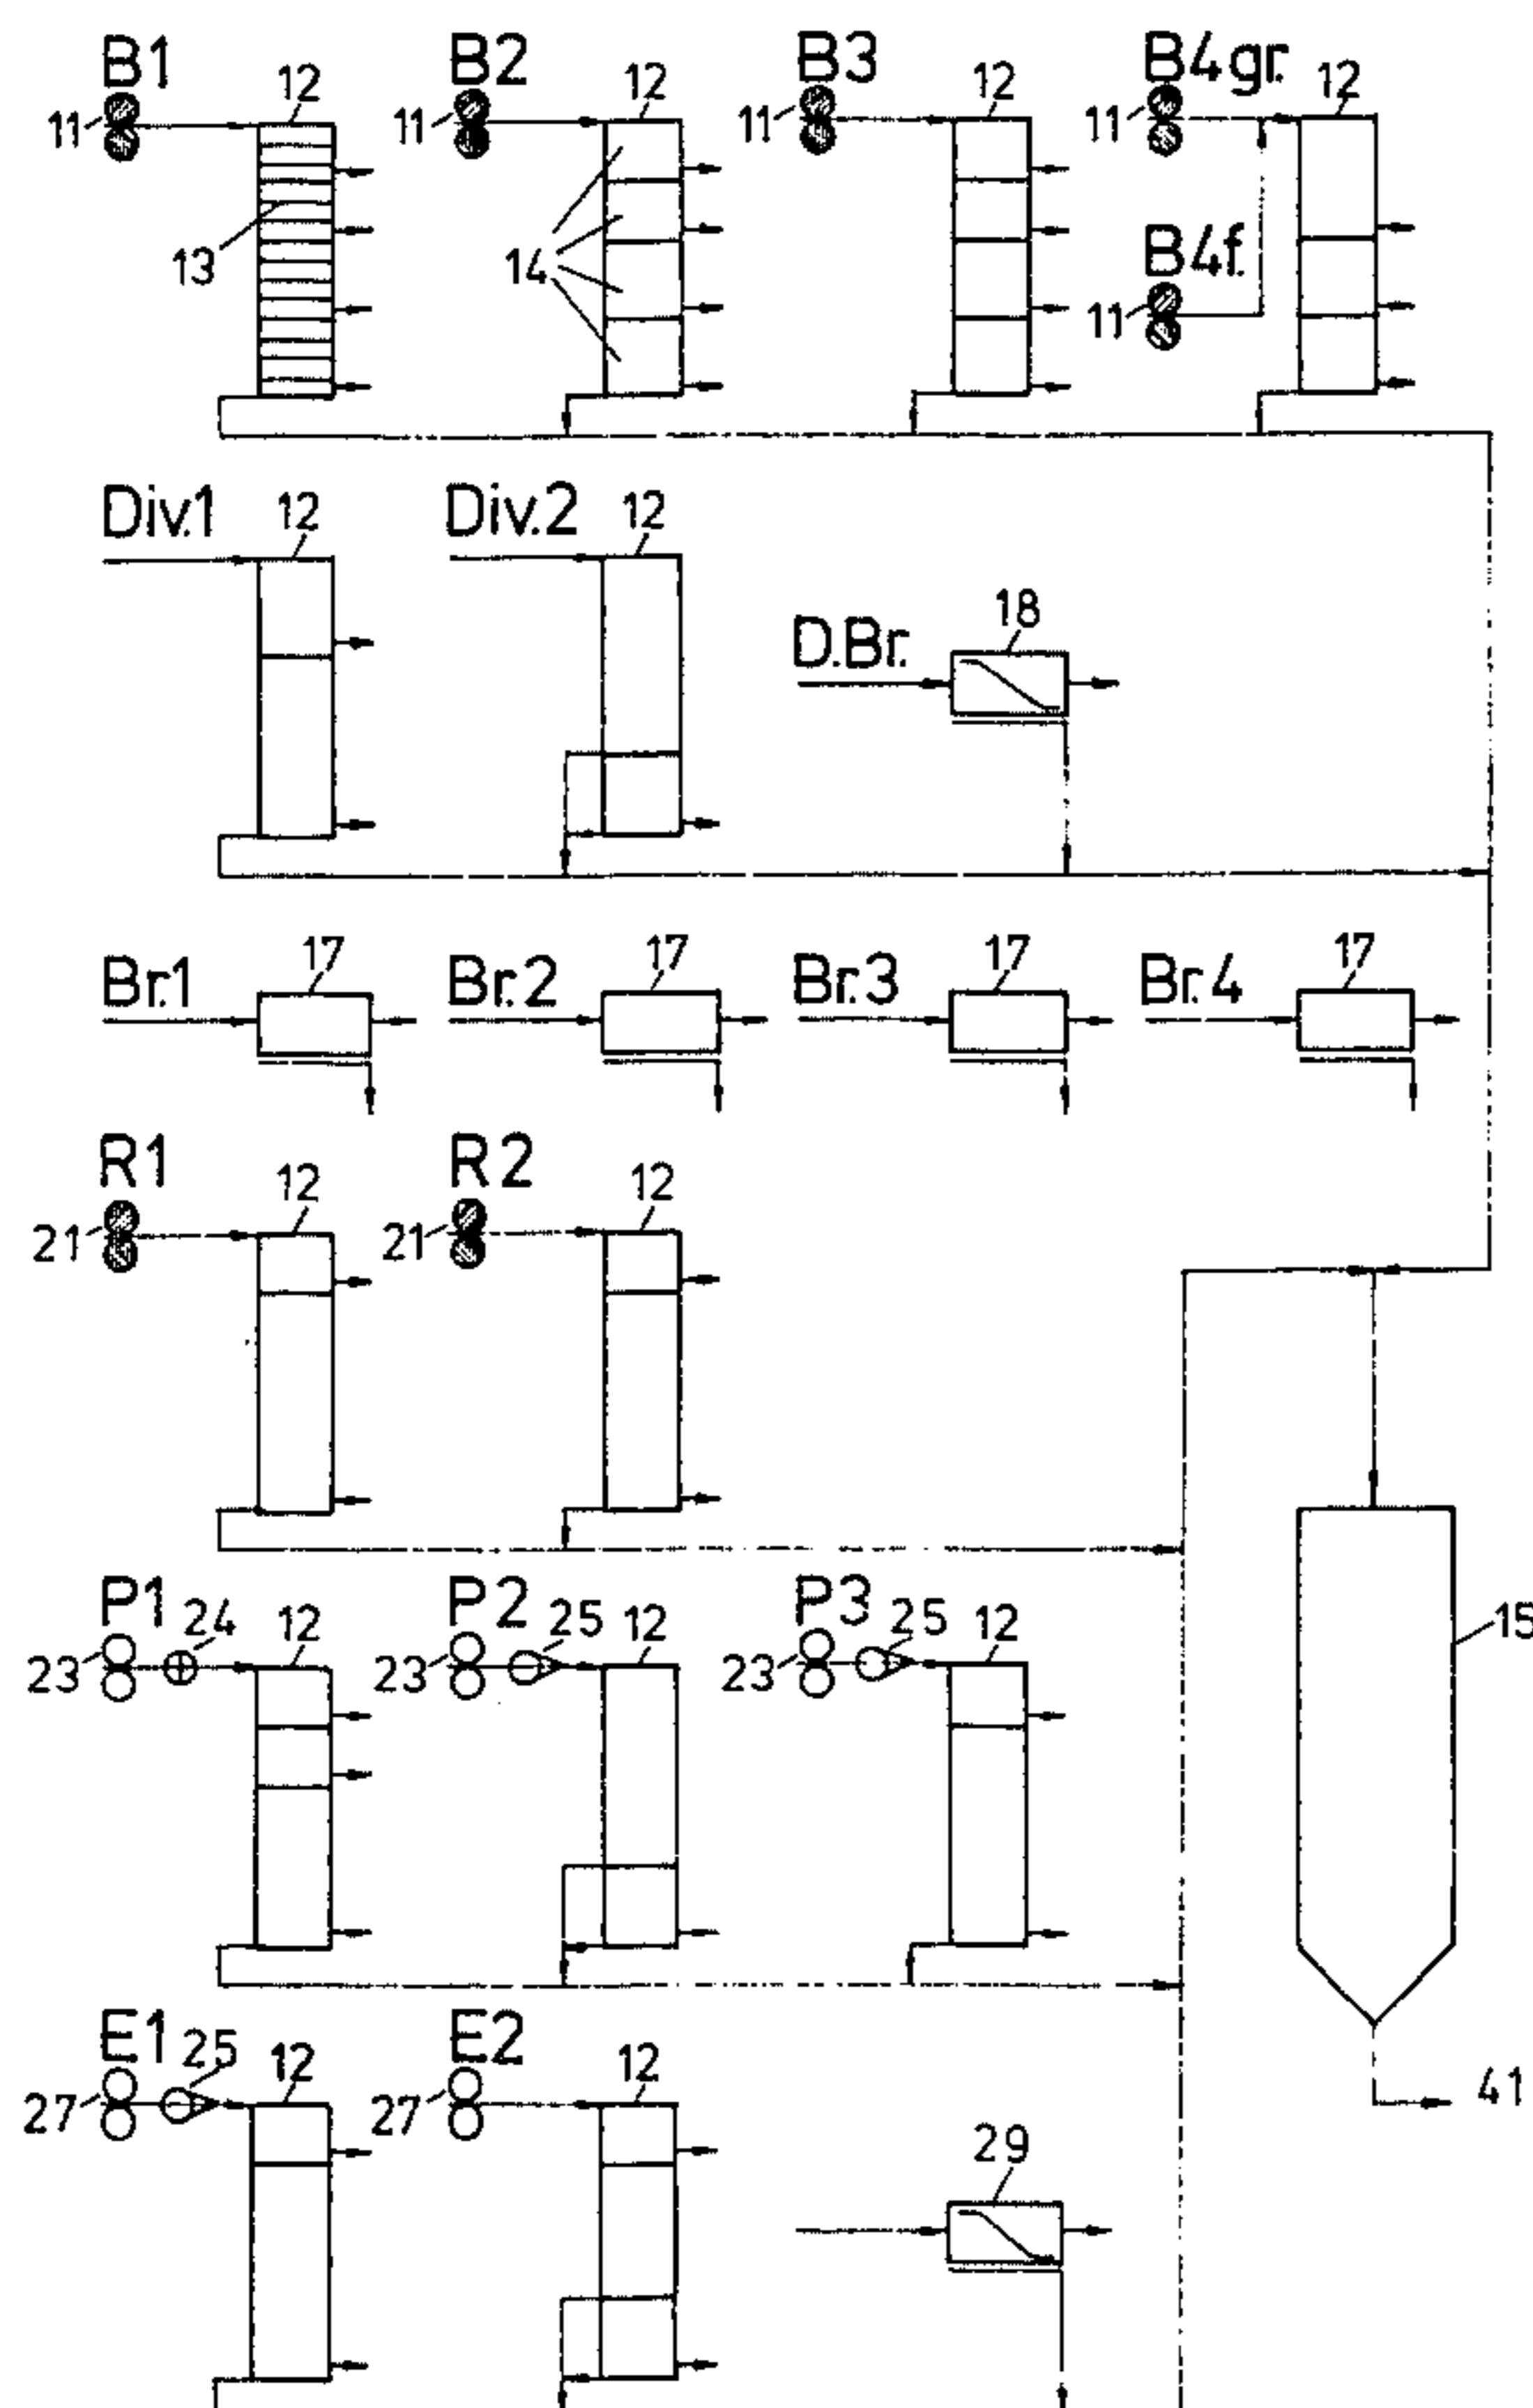 B1 B2 B3 B4gr.
12 12 12 12
11 11 11 11
13 14 B4f.
11
Div.1 12 Div.2 12
D.Br. 18
Br.1 17 Br.2 17 Br.3 17 Br.4 17
R1 12 R2 12
21 21
P1 24 12 P2 25 12 P3 25 12
23 23 23 15
E1 25 12 E2 12
27 27 41
29